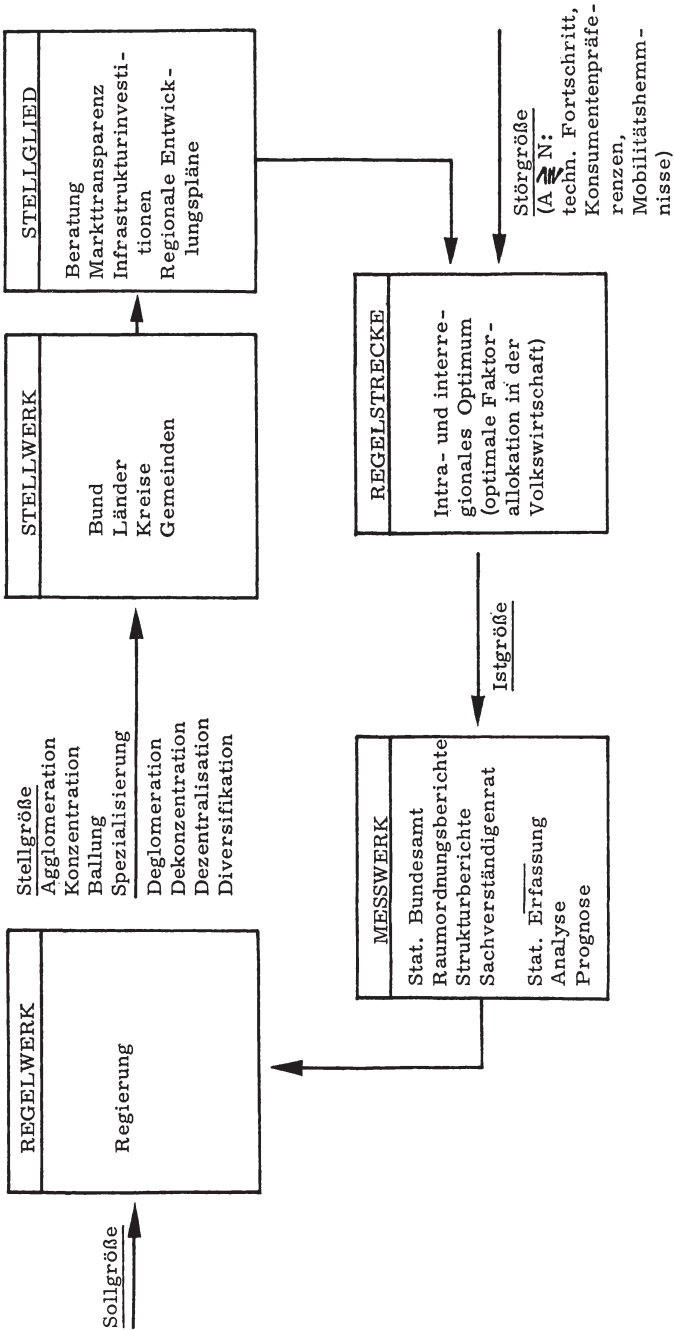 Sollgröße
REGELWERK
Regierung
Stellgröße
Agglomeration
Konzentration
Ballung
Spezialisierung
Deglomeration
Dekonzentration
Dezentralisation
Diversifikation
STELLWERK
Bund
Länder
Kreise
Gemeinden
STELLGLIED
Beratung
Markttransparenz
Infrastrukturinvesti-
tionen
Regionale Entwick-
lungspläne
MESSWERK
Stat. Bundesamt
Raumordnungsberichte
Strukturberichte
Sachverständigenrat
Stat. Erfassung
Analyse
Prognose
Istgröße
REGELSTRECKE
Intra- und interre-
gionales Optimum
(optimale Faktor-
allokation in der
Volkswirtschaft)
Störgröße
(A ⋛ N:
techn. Fortschritt,
Konsumentenpräfe-
renzen,
Mobilitätshemm-
nisse)